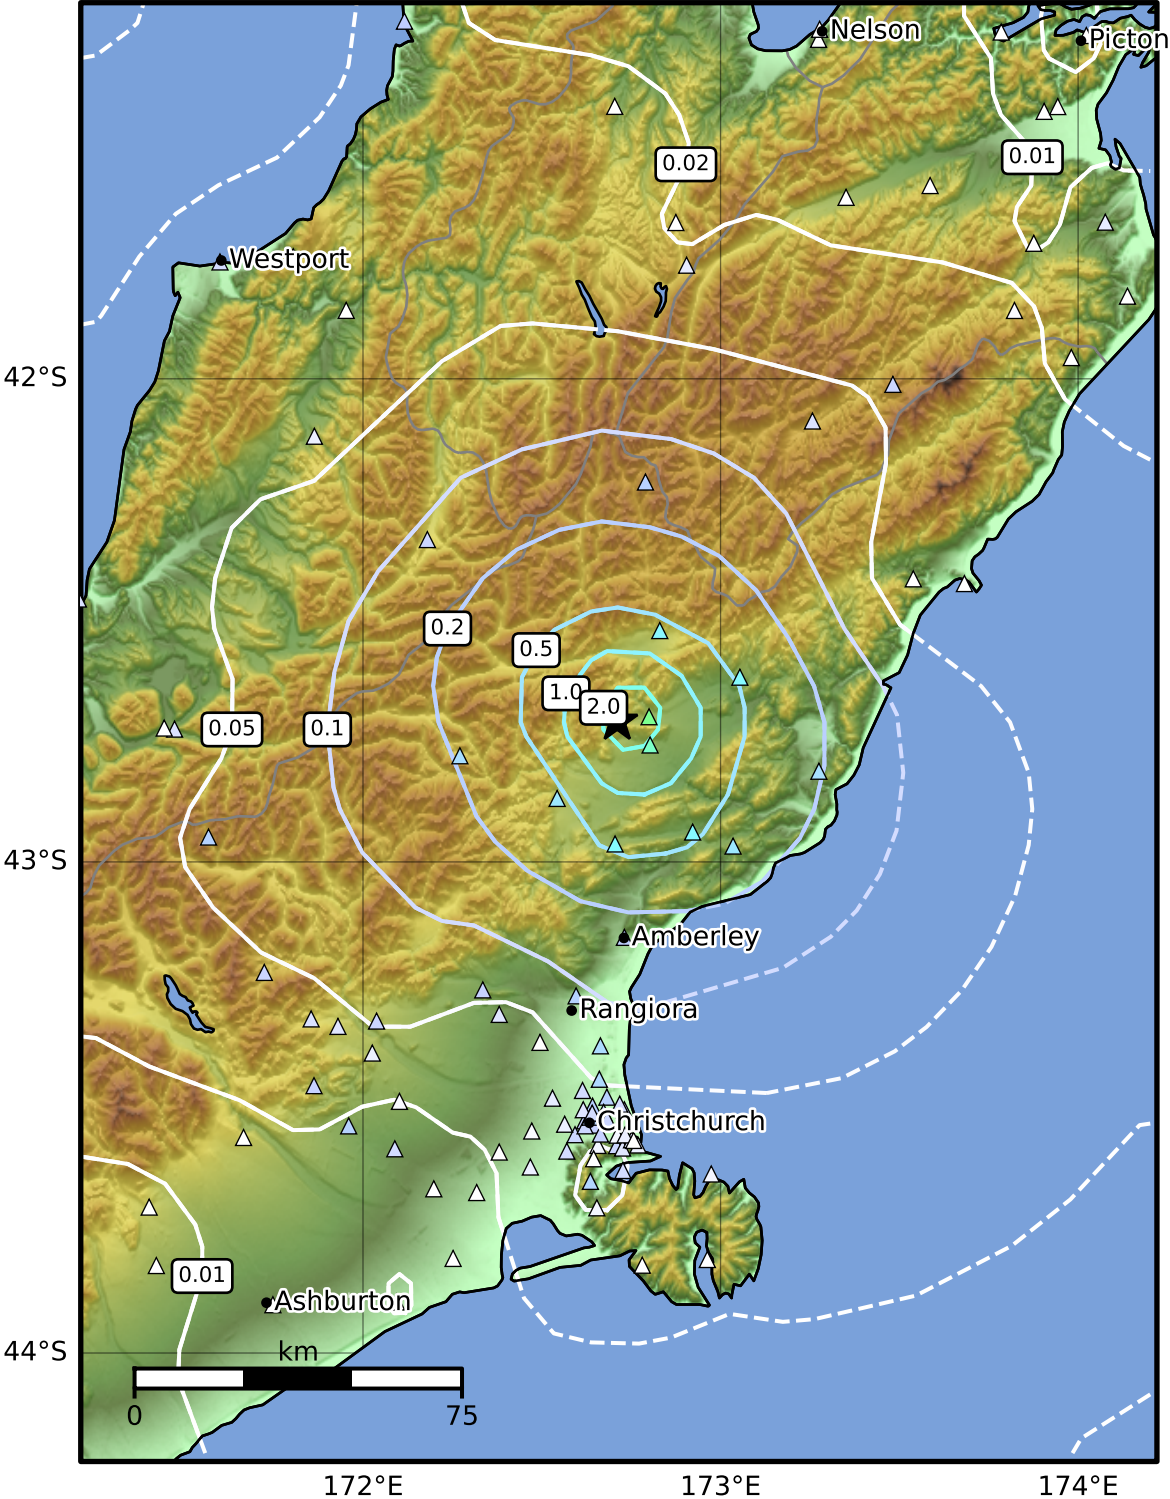 Nelson
Picton
0.02
0.01
Westport
42°S
0.2
0.5
1.0
2.0
0.05
0.1
43°S
Amberley
Rangiora
Christchurch
0.01
Ashburton
44°S
km
0
75
172°E
173°E
174°E